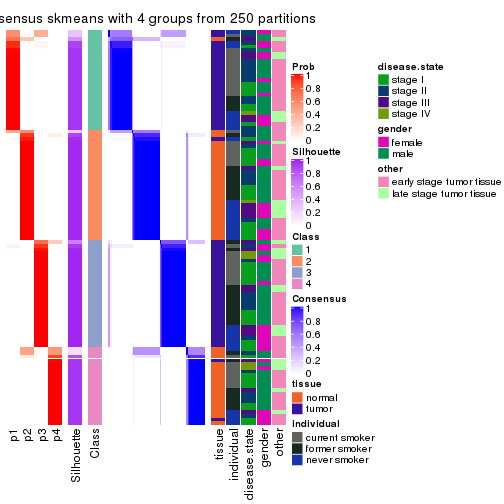 sensus skmeans with 4 groups from 250 partitions
Prob
1
0.8
0.6
0.4
0.2
0
Silhouette
1
0.8
0.6
0.4
0.2
0
Class
1
2
3
4
Consensus
1
0.8
0.6
0.4
0.2
0
tissue
normal
tumor
individual
current smoker
former smoker
never smoker
disease.state
stage I
stage II
stage III
stage IV
gender
female
male
other
early stage tumor tissue
late stage tumor tissue
p1
p2
p3
p4
Silhouette
Class
tissue
individual
disease.state
gender
other